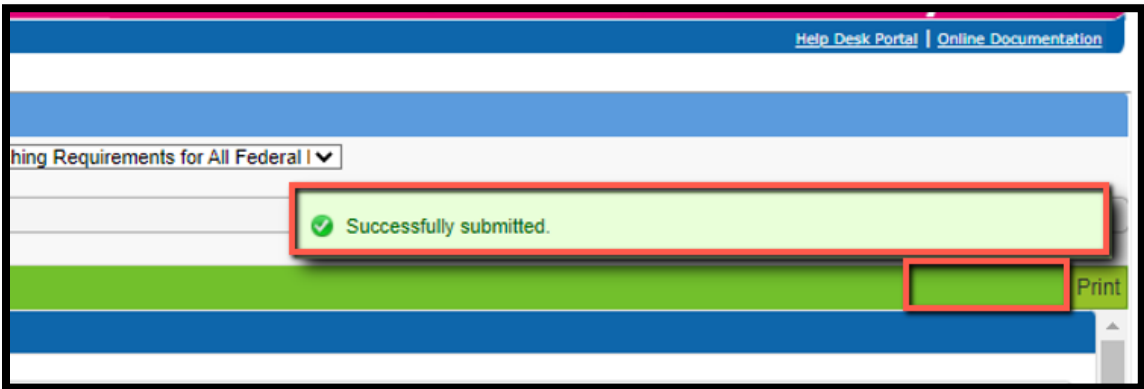 Help Desk Portal | Online Documentation
hing Requirements for All Federal I
Successfully submitted.
Print